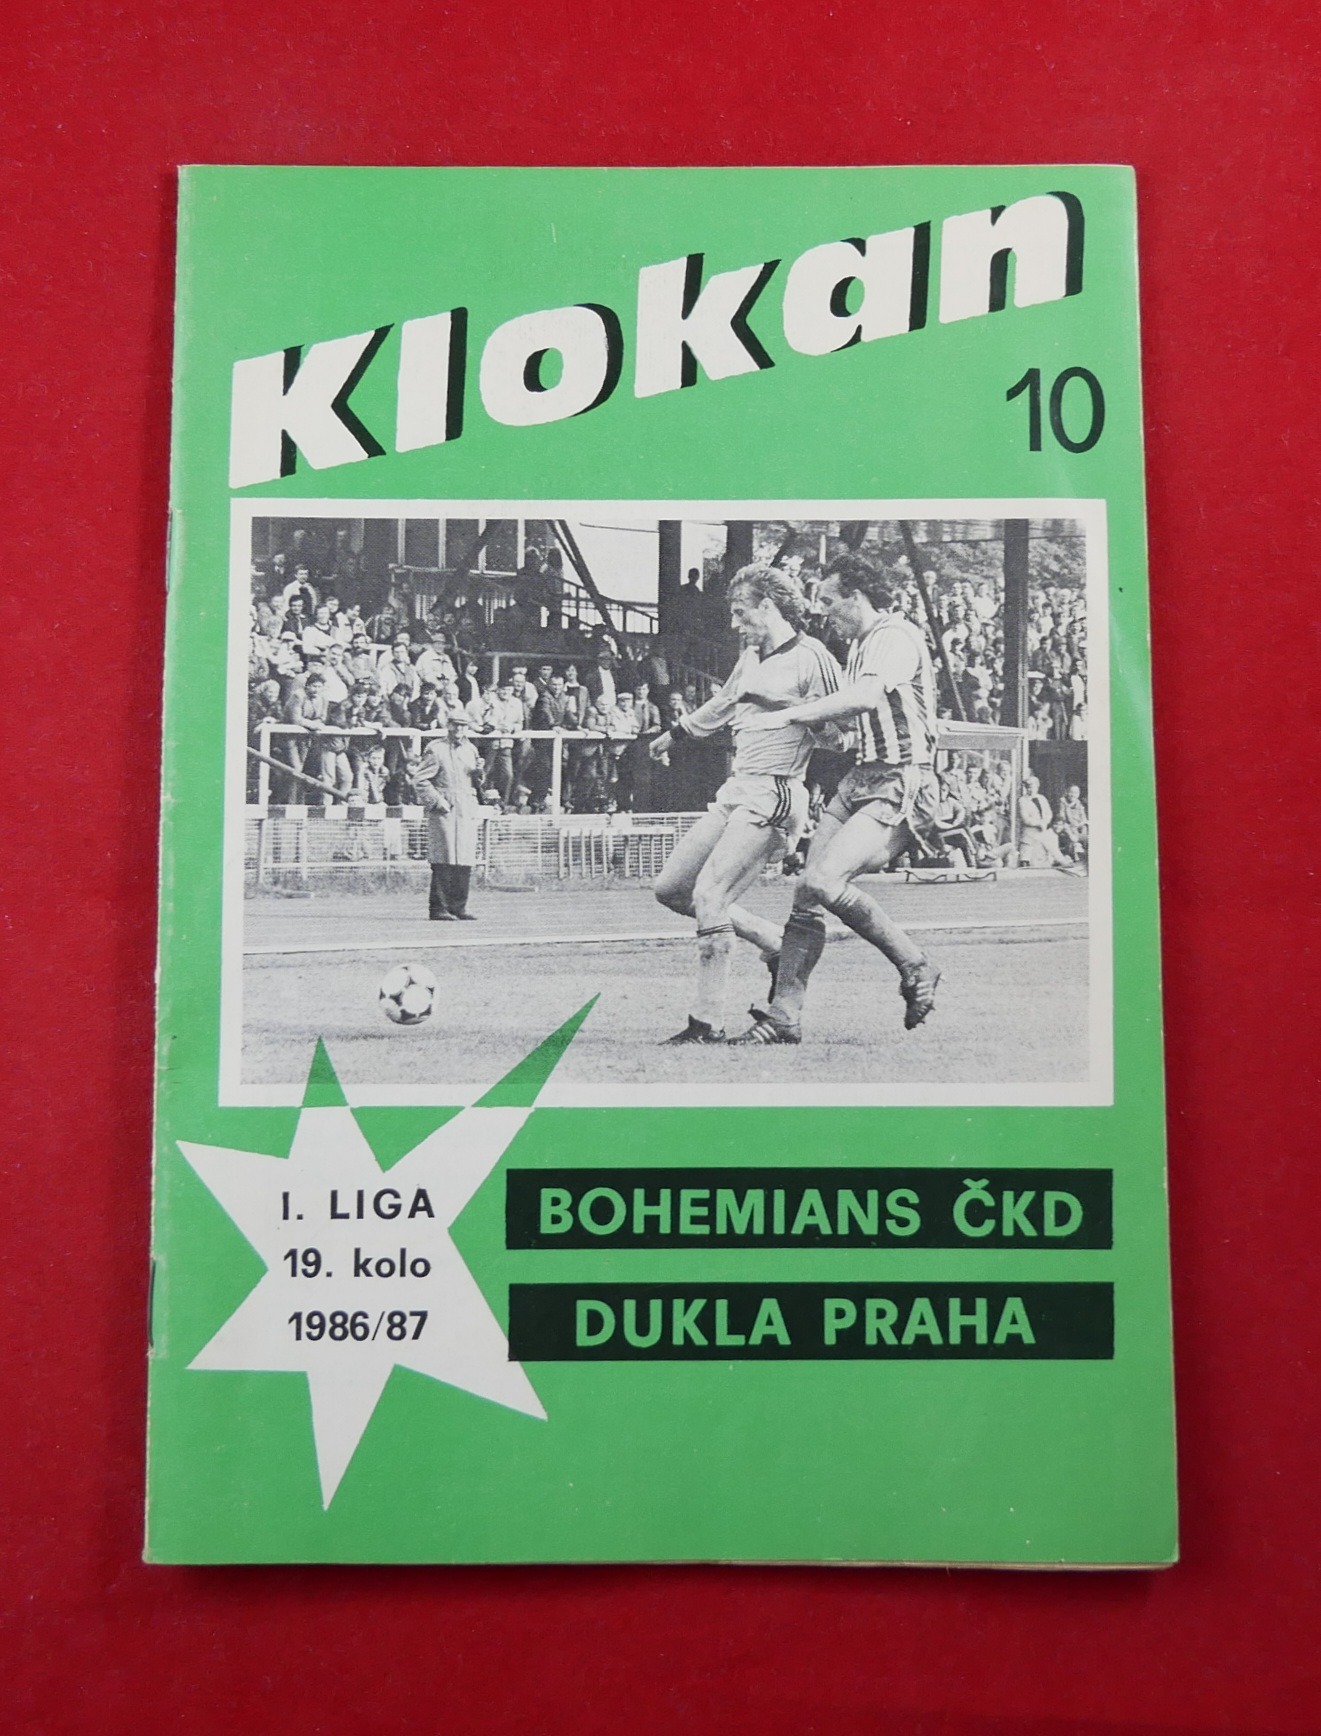 Klokan
10
I. LIGA
19. kolo
1986/87
BOHEMIANS ČKD
DUKLA PRAHA